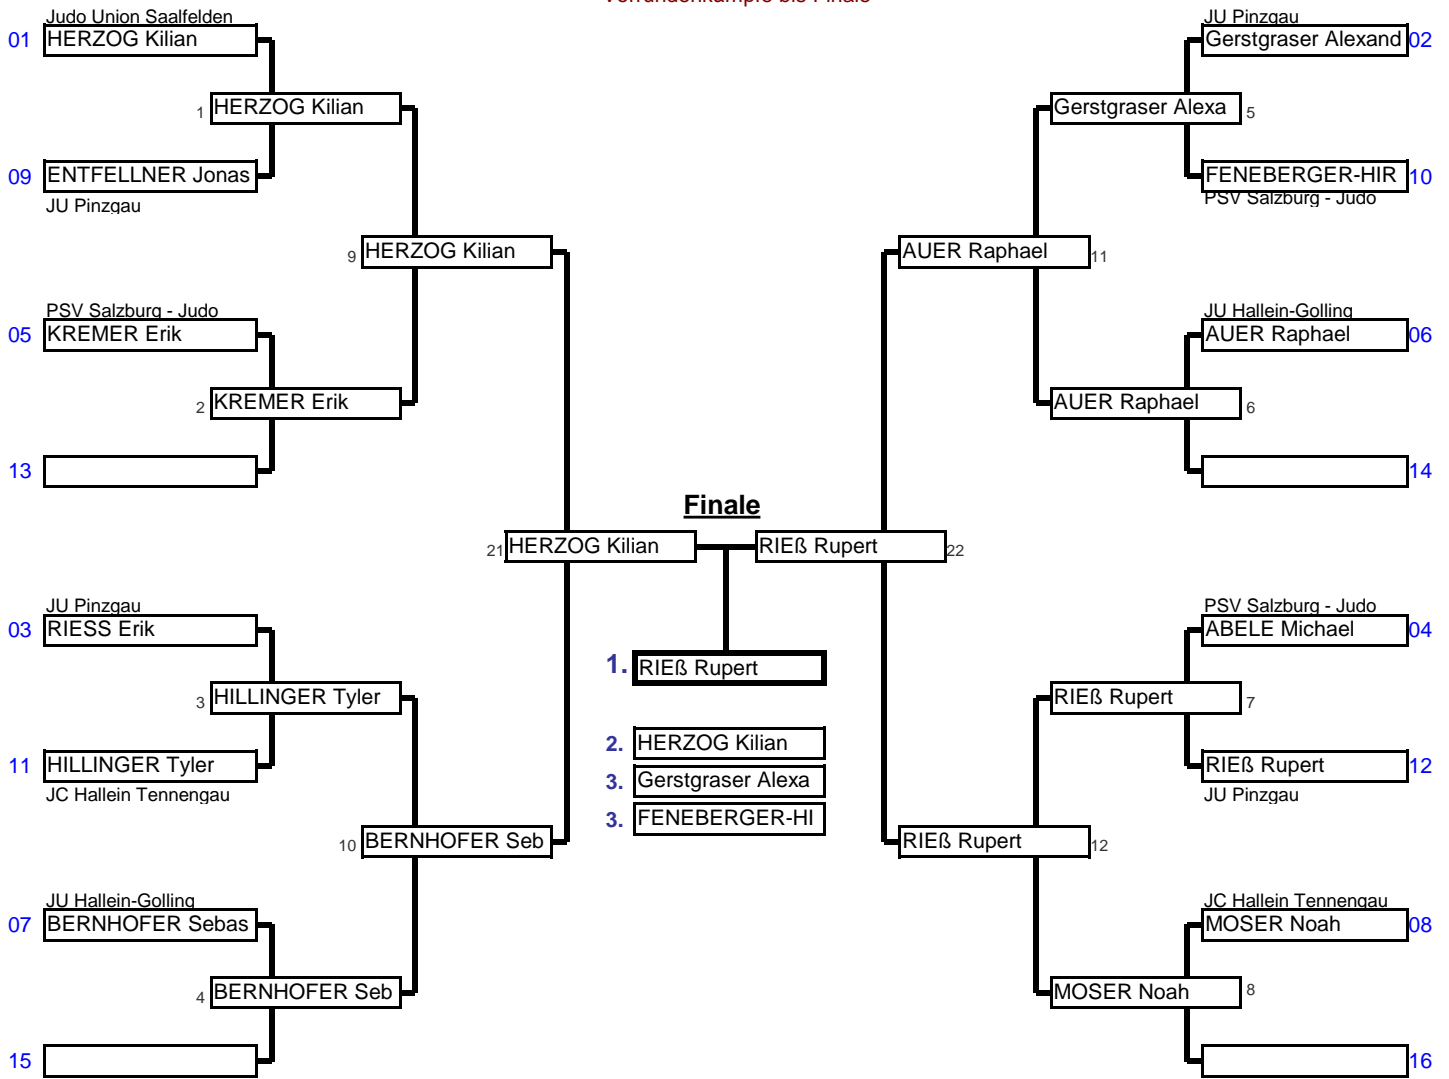 Vorrundenkämpfe bis Finale
Judo Union Saalfelden
01 HERZOG Kilian
1 HERZOG Kilian
09 ENTFELLNER Jonas
JU Pinzgau
9 HERZOG Kilian
PSV Salzburg - Judo
05 KREMER Erik
2 KREMER Erik
13
21 HERZOG Kilian
JU Pinzgau
03 RIESS Erik
3 HILLINGER Tyler
11 HILLINGER Tyler
JC Hallein Tennengau
10 BERNHOFER Seb
JU Hallein-Golling
07 BERNHOFER Sebas
4 BERNHOFER Seb
15
Finale
1. RIEß Rupert
2. HERZOG Kilian
3. Gerstgraser Alexa
3. FENEBERGER-HI
JU Pinzgau
Gerstgraser Alexand 02
Gerstgraser Alexa 5
FENEBERGER-HIR 10
PSV Salzburg - Judo
AUER Raphael 11
JU Hallein-Golling
AUER Raphael 06
AUER Raphael 6
14
RIEß Rupert 22
PSV Salzburg - Judo
ABELE Michael 04
RIEß Rupert 7
RIEß Rupert 12
JU Pinzgau
RIEß Rupert 12
JC Hallein Tennengau
MOSER Noah 08
MOSER Noah 8
16